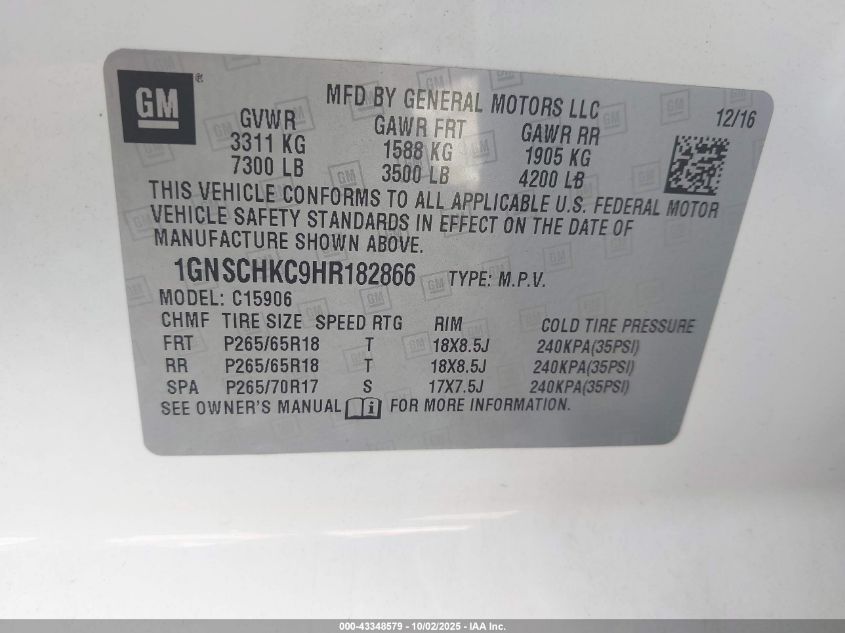 GM ®
MFD BY GENERAL MOTORS LLC 12/16
GVWR GAWR FRT GAWR RR
3311 KG 1588 KG 1905 KG
7300 LB 3500 LB 4200 LB
THIS VEHICLE CONFORMS TO ALL APPLICABLE U.S. FEDERAL MOTOR
VEHICLE SAFETY STANDARDS IN EFFECT ON THE DATE OF
MANUFACTURE SHOWN ABOVE.
1GNSCHKC9HR182866 TYPE: M.P.V.
MODEL: C15906
CHMF TIRE SIZE SPEED RTG RIM COLD TIRE PRESSURE
FRT P265/65R18 T 18X8.5J 240KPA(35PSI)
RR P265/65R18 T 18X8.5J 240KPA(35PSI)
SPA P265/70R17 S 17X7.5J 240KPA(35PSI)
SEE OWNER'S MANUAL i FOR MORE INFORMATION.
000-43348579 - 10/02/2025 - IAA Inc.